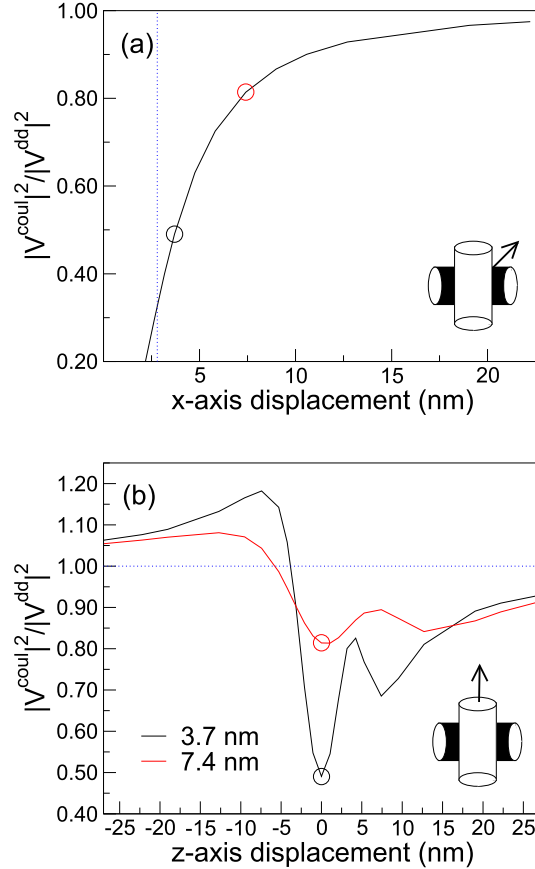 (a)
|V^coul|^2/|V^dd|^2
1.00
0.80
0.60
0.40
0.20
5 10 15 20
x-axis displacement (nm)
(b)
|V^coul|^2/|V^dd|^2
1.20
1.10
1.00
0.90
0.80
0.70
0.60
0.50
0.40
3.7 nm
7.4 nm
-25 -20 -15 -10 -5 0 5 10 15 20 25
z-axis displacement (nm)